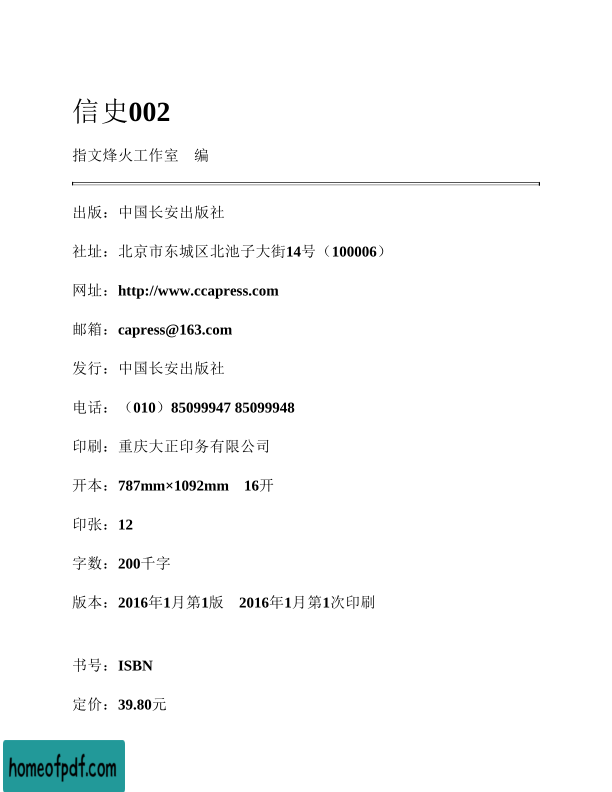 信史002
指文烽火工作室　编
出版：中国长安出版社
社址：北京市东城区北池子大街14号（100006）
网址：http://www.ccapress.com
邮箱：capress@163.com
发行：中国长安出版社
电话：（010）85099947 85099948
印刷：重庆大正印务有限公司
开本：787mm×1092mm　16开
印张：12
字数：200千字
版本：2016年1月第1版　2016年1月第1次印刷
书号：ISBN
定价：39.80元
homeofpdf.com